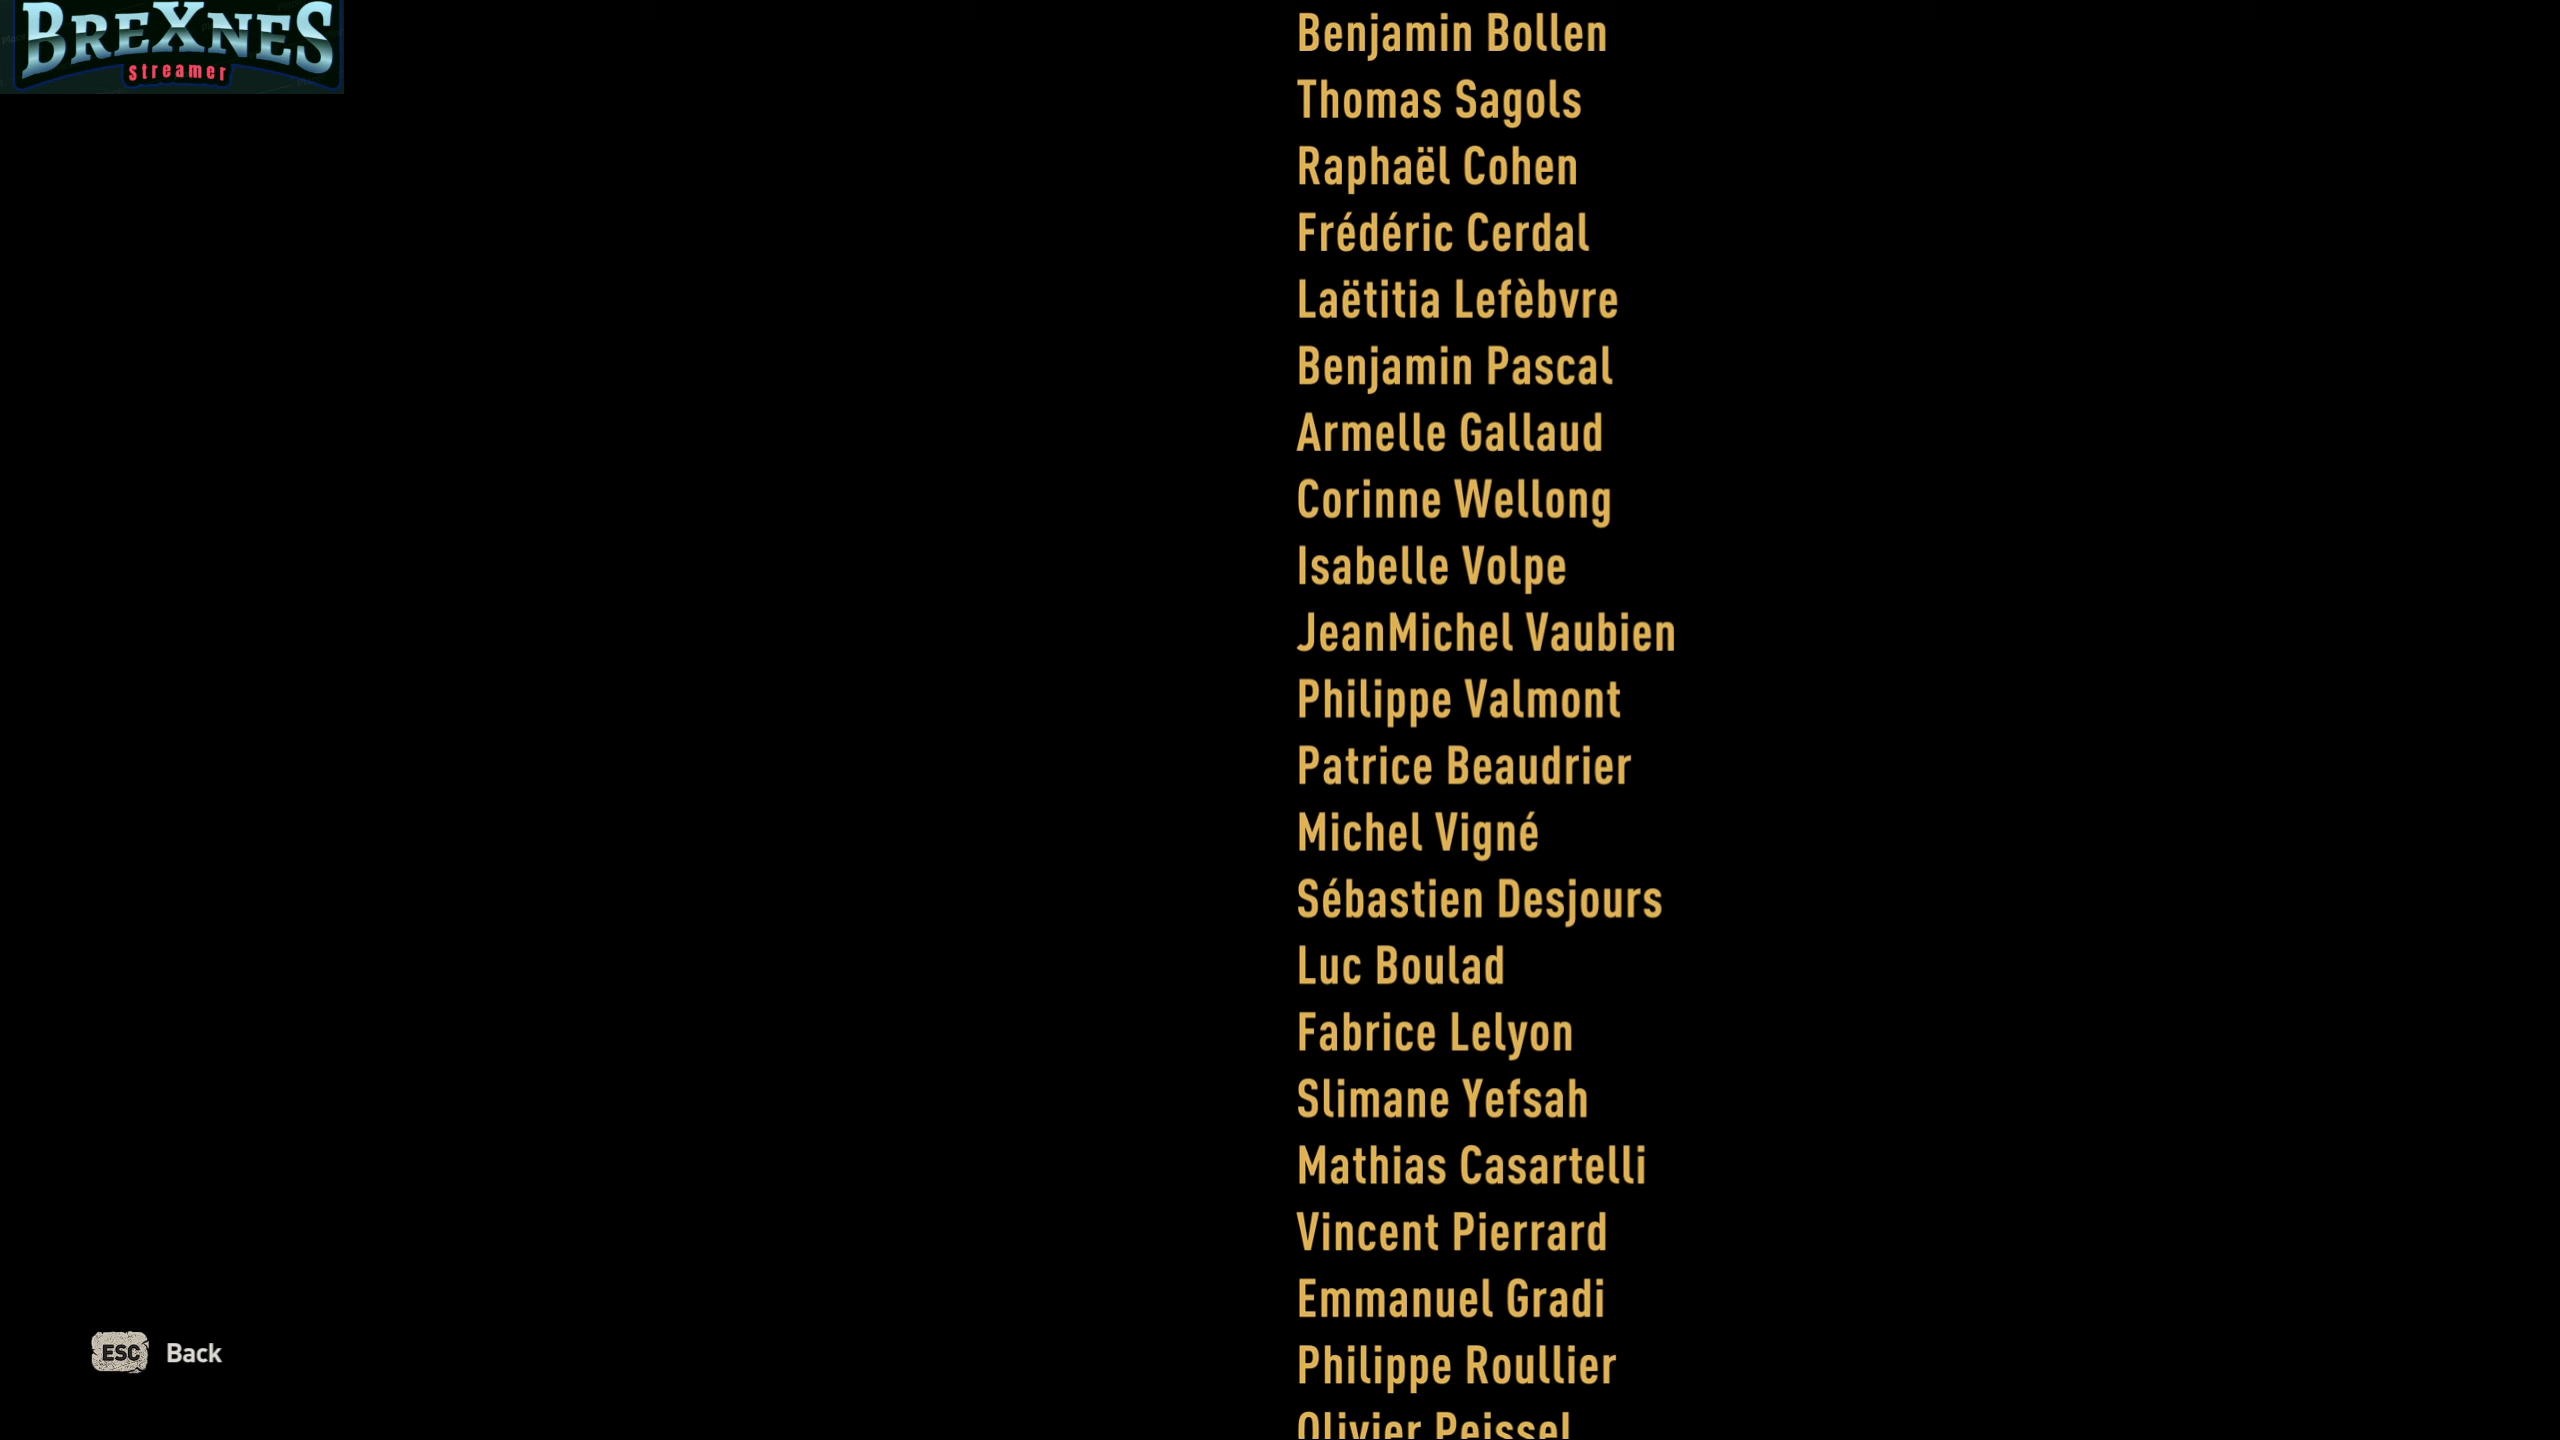 BREXNES
streamer
Benjamin Bollen
Thomas Sagols
Raphaël Cohen
Frédéric Cerdal
Laëtitia Lefèbvre
Benjamin Pascal
Armelle Gallaud
Corinne Wellong
Isabelle Volpe
JeanMichel Vaubien
Philippe Valmont
Patrice Beaudrier
Michel Vigné
Sébastien Desjours
Luc Boulad
Fabrice Lelyon
Slimane Yefsah
Mathias Casartelli
Vincent Pierrard
Emmanuel Gradi
Philippe Roullier
Olivier Peissel
ESC Back